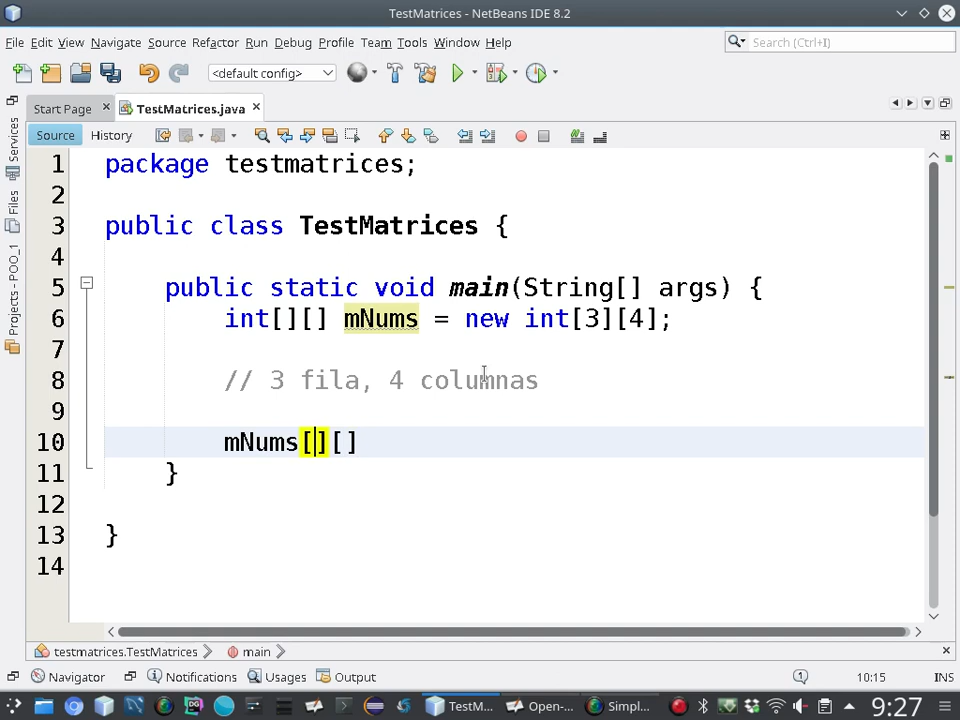 TestMatrices - NetBeans IDE 8.2
File Edit View Navigate Source Refactor Run Debug Profile Team Tools Window Help
Search (Ctrl+I)
<default config>
Start Page
TestMatrices.java
Source History
Services
Files
Projects - POO_1
1 package testmatrices;
2
3 public class TestMatrices {
4
5 public static void main(String[] args) {
6 int[][] mNums = new int[3][4];
7
8 // 3 fila, 4 columnas
9
10 mNums[][]
11 }
12
13 }
14
testmatrices.TestMatrices main
Navigator Notifications Usages Output
1
10:15 INS
TestM... Open-... Simpl... 9:27